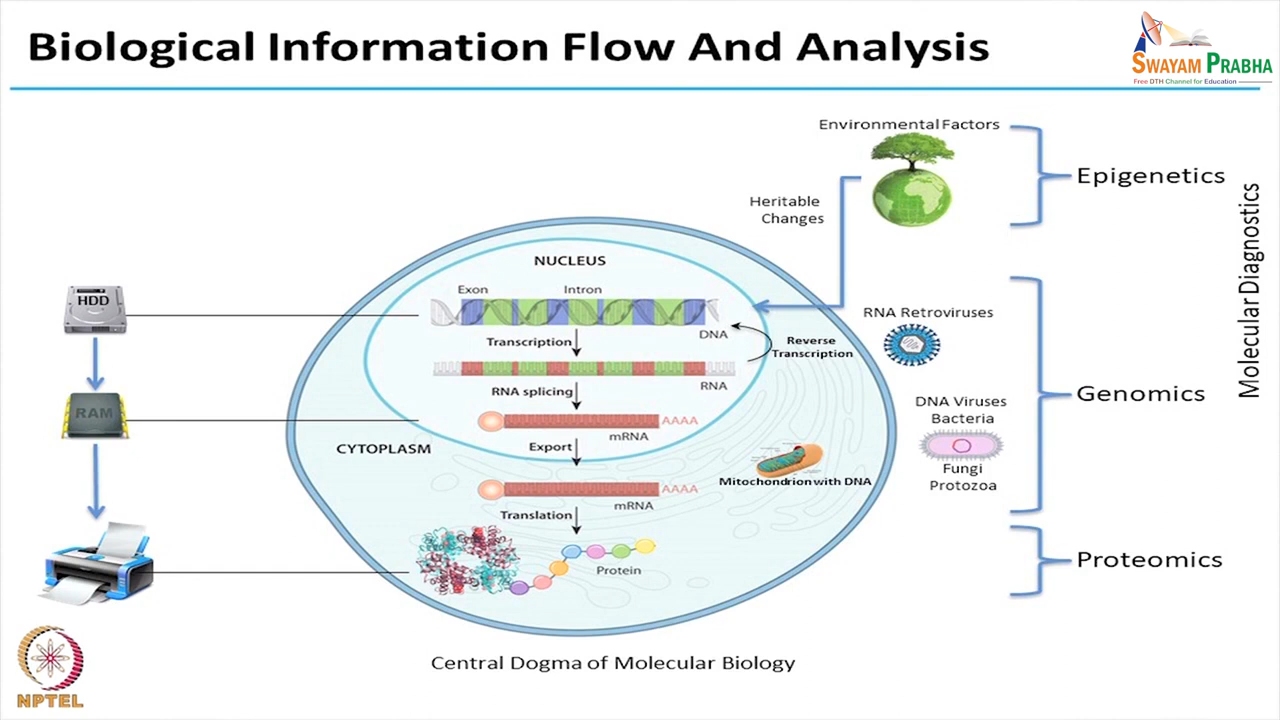 Biological Information Flow And Analysis
SWAYAM PRABHA
Free DTH Channel for Education
Environmental Factors
Epigenetics
Heritable
Changes
Molecular Diagnostics
NUCLEUS
Exon
Intron
HDD
DNA
Transcription
Reverse
Transcription
RNA Retroviruses
RNA
RNA splicing
Genomics
RAM
AAAA
mRNA
DNA Viruses
Bacteria
CYTOPLASM
Export
Fungi
Protozoa
Mitochondrion with DNA
AAAA
mRNA
Translation
Proteomics
Protein
Central Dogma of Molecular Biology
NPTEL